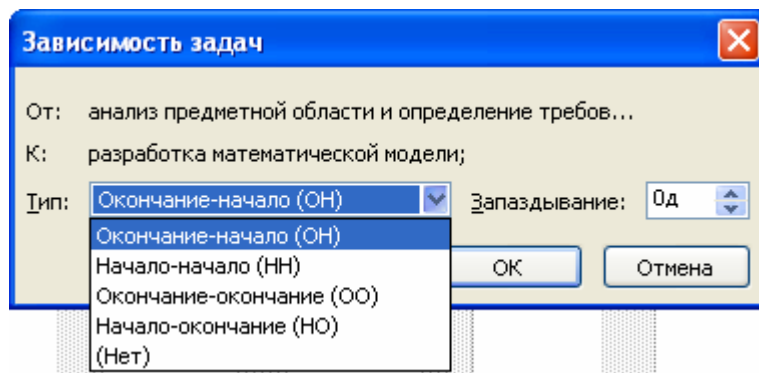 Зависимость задач
От: анализ предметной области и определение требов...
К: разработка математической модели;
Тип: Окончание-начало (ОН) Запаздывание: 0д
Окончание-начало (ОН)
Начало-начало (НН)
ОК Отмена
Окончание-окончание (ОО)
Начало-окончание (НО)
(Нет)